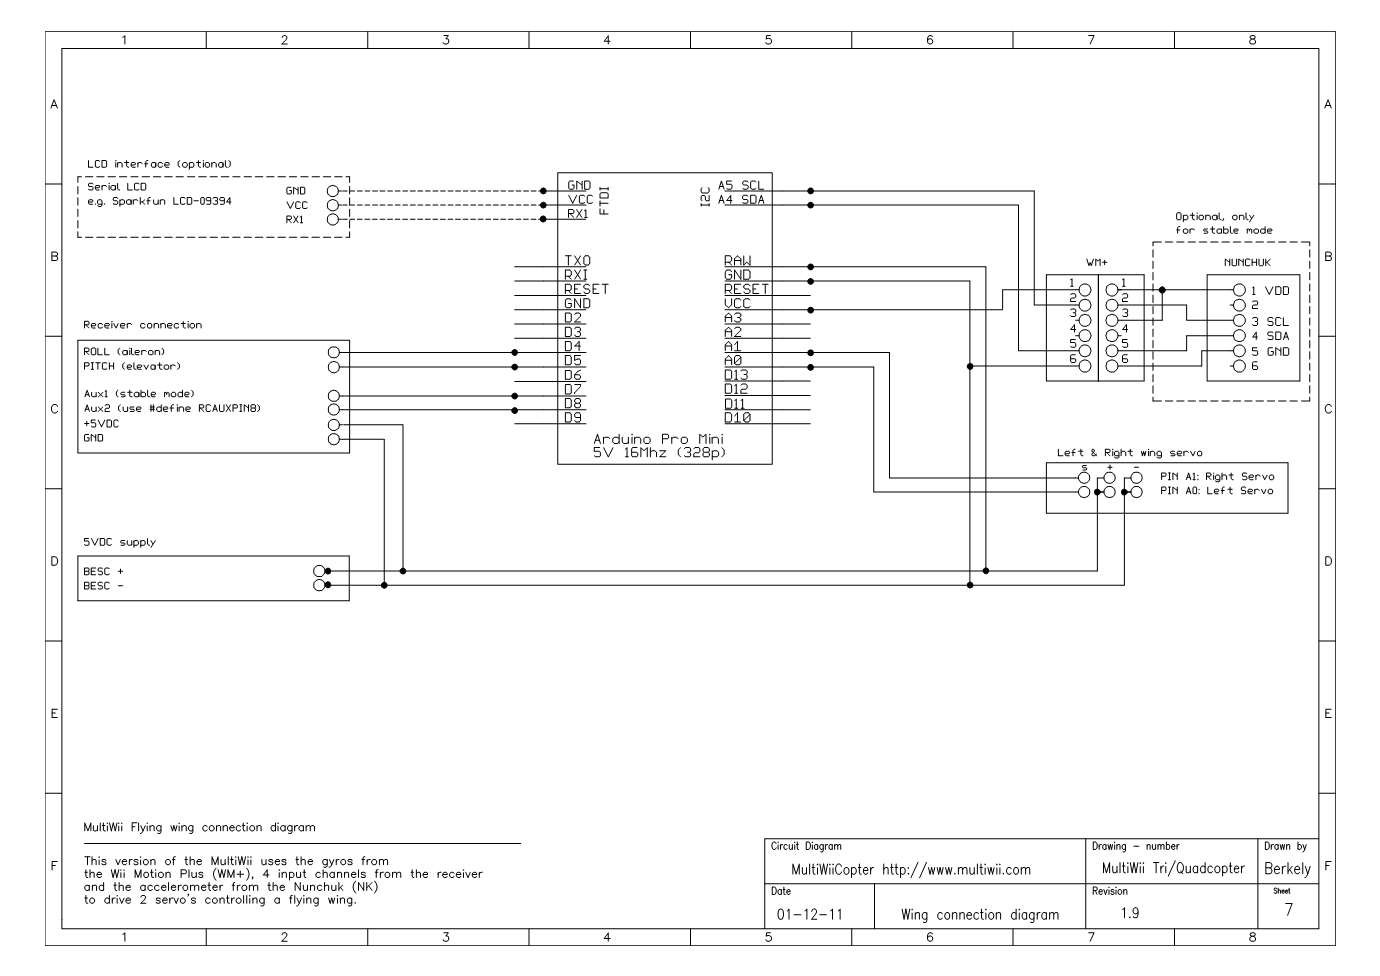 1 2 3 4 5 6 7 8
A A
B B
C C
D D
E E
F F
LCD interface (optional)
Serial LCD
e.g. Sparkfun LCD-09394
GND
VCC
RX1
Receiver connection
ROLL (aileron)
PITCH (elevator)
Aux1 (stable mode)
Aux2 (use #define RCAUXPIN8)
+5VDC
GND
5VDC supply
BESC +
BESC -
GND
VCC
RX1
FTDI
TX0
RXI
RESET
GND
D2
D3
D4
D5
D6
D7
D8
D9
I2C
A5 SCL
A4 SDA
RAW
GND
RESET
VCC
A3
A2
A1
A0
D13
D12
D11
D10
Arduino Pro Mini
5V 16Mhz (328p)
WM+
1 1
2 2
3 3
4 4
5 5
6 6
Optional, only
for stable mode
NUNCHUK
1 VDD
2
3 SCL
4 SDA
5 GND
6
Left & Right wing servo
s + -
PIN A1: Right Servo
PIN A0: Left Servo
MultiWii Flying wing connection diagram
This version of the MultiWii uses the gyros from
the Wii Motion Plus (WM+), 4 input channels from the receiver
and the accelerometer from the Nunchuk (NK)
to drive 2 servo's controlling a flying wing.
Circuit Diagram
MultiWiiCopter http://www.multiwii.com
Drawing - number
MultiWii Tri/Quadcopter
Drawn by
Berkely
Date
01-12-11
Wing connection diagram
Revision
1.9
Sheet
7
1 2 3 4 5 6 7 8